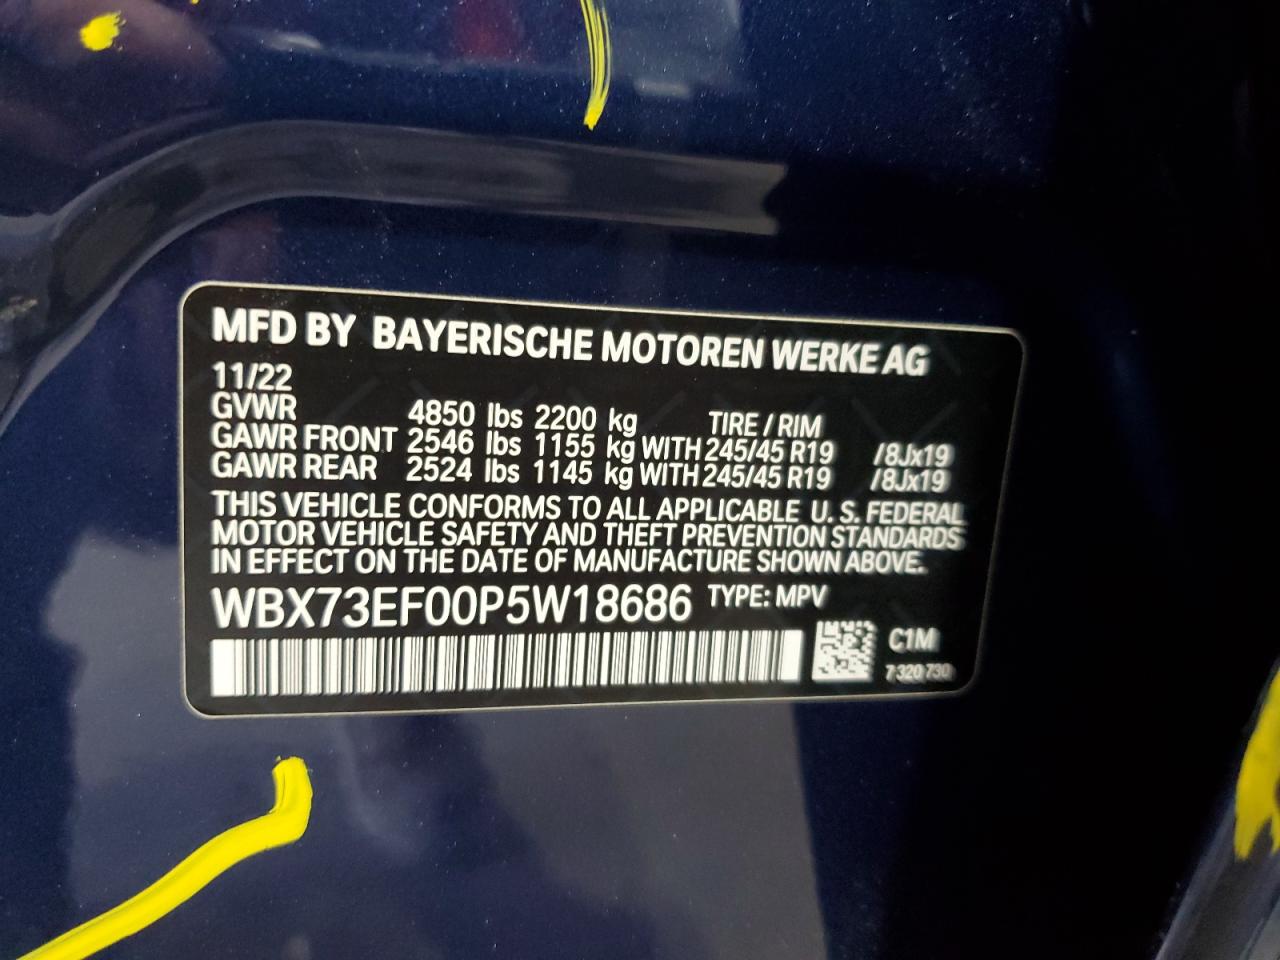 MFD BY BAYERISCHE MOTOREN WERKE AG
11/22
GVWR 4850 lbs 2200 kg TIRE / RIM
GAWR FRONT 2546 lbs 1155 kg WITH 245/45 R19 /8Jx19
GAWR REAR 2524 lbs 1145 kg WITH 245/45 R19 /8Jx19
THIS VEHICLE CONFORMS TO ALL APPLICABLE U. S. FEDERAL
MOTOR VEHICLE SAFETY AND THEFT PREVENTION STANDARDS
IN EFFECT ON THE DATE OF MANUFACTURE SHOWN ABOVE.
WBX73EF00P5W18686 TYPE: MPV
C1M
7 320 730